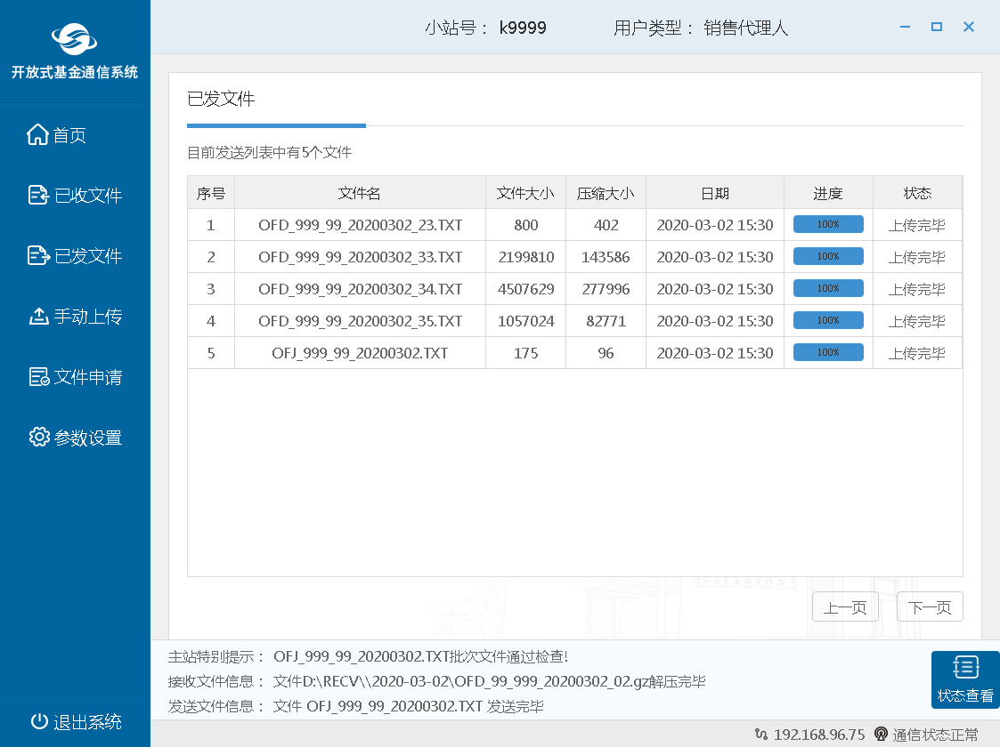 小站号： k9999 用户类型： 销售代理人
开放式基金通信系统
首页
已收文件
已发文件
手动上传
文件申请
参数设置
退出系统
已发文件
目前发送列表中有5个文件
序号 文件名 文件大小 压缩大小 日期 进度 状态
1 OFD_999_99_20200302_23.TXT 800 402 2020-03-02 15:30 100% 上传完毕
2 OFD_999_99_20200302_33.TXT 2199810 143586 2020-03-02 15:30 100% 上传完毕
3 OFD_999_99_20200302_34.TXT 4507629 277996 2020-03-02 15:30 100% 上传完毕
4 OFD_999_99_20200302_35.TXT 1057024 82771 2020-03-02 15:30 100% 上传完毕
5 OFJ_999_99_20200302.TXT 175 96 2020-03-02 15:30 100% 上传完毕
上一页 下一页
主站特别提示： OFJ_999_99_20200302.TXT批次文件通过检查!
接收文件信息： 文件D:\RECV\\2020-03-02\OFD_99_999_20200302_02.gz解压完毕
发送文件信息： 文件 OFJ_999_99_20200302.TXT 发送完毕
状态查看
192.168.96.75 通信状态正常